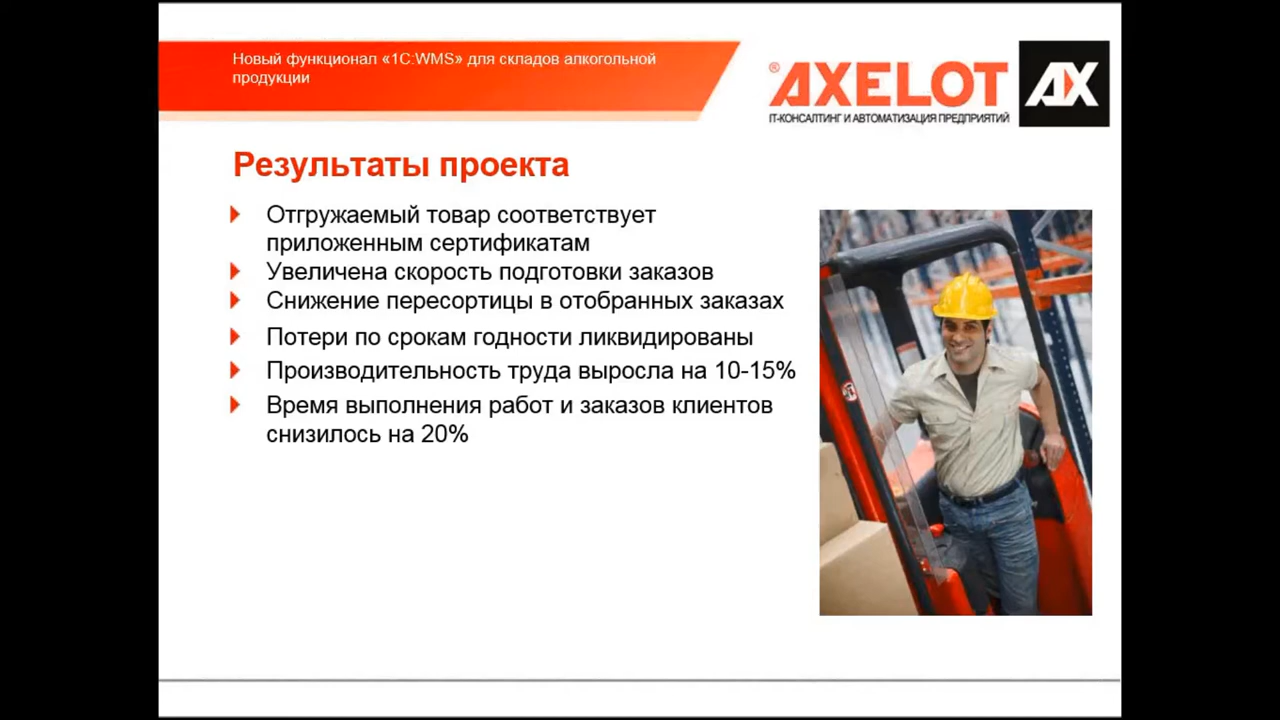 Новый функционал «1С:WMS» для складов алкогольной
продукции
® AXELOT AX
IT-КОНСАЛТИНГ И АВТОМАТИЗАЦИЯ ПРЕДПРИЯТИЙ
Результаты проекта
Отгружаемый товар соответствует
приложенным сертификатам
Увеличена скорость подготовки заказов
Снижение пересортицы в отобранных заказах
Потери по срокам годности ликвидированы
Производительность труда выросла на 10-15%
Время выполнения работ и заказов клиентов
снизилось на 20%